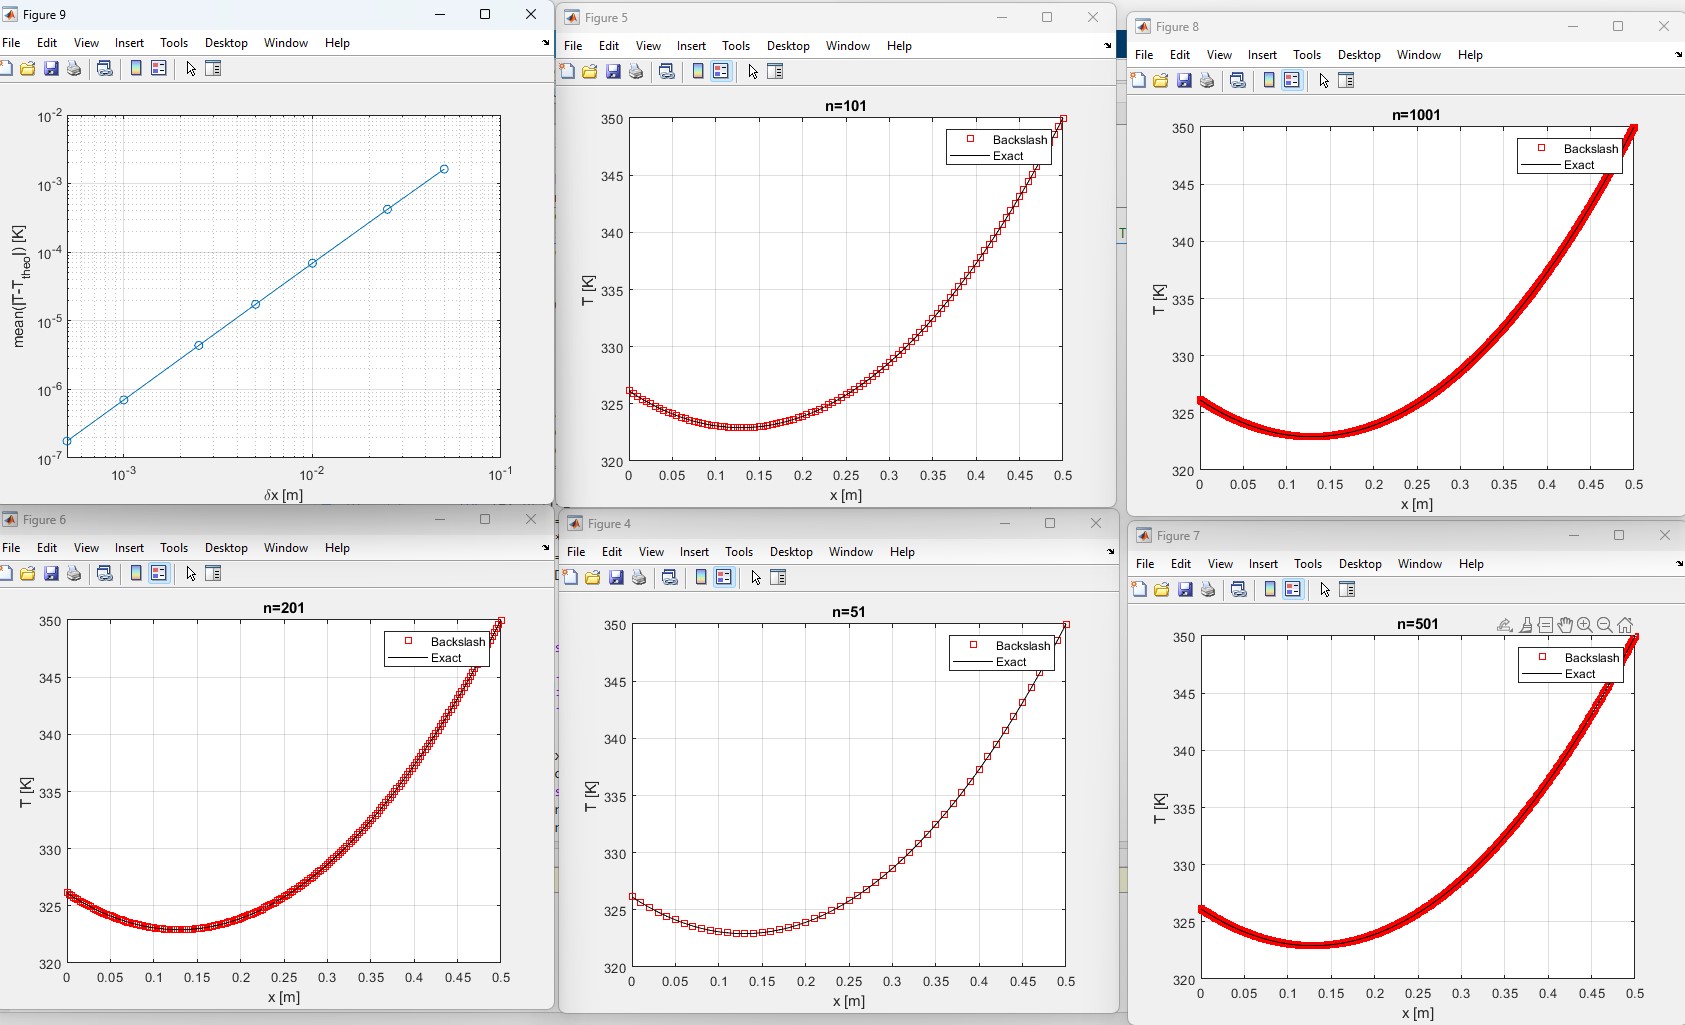 Figure 9
File Edit View Insert Tools Desktop Window Help
10-2
10-3
10-4
10-5
10-6
10-7
mean(|T-Ttheo|) [K]
10-3 10-2 10-1
δx [m]
Figure 5
File Edit View Insert Tools Desktop Window Help
n=101
Backslash
Exact
350
345
340
335
330
325
320
T [K]
0 0.05 0.1 0.15 0.2 0.25 0.3 0.35 0.4 0.45 0.5
x [m]
Figure 8
File Edit View Insert Tools Desktop Window Help
n=1001
Backslash
Exact
350
345
340
335
330
325
320
T [K]
0 0.05 0.1 0.15 0.2 0.25 0.3 0.35 0.4 0.45 0.5
x [m]
T
Figure 6
File Edit View Insert Tools Desktop Window Help
n=201
Backslash
Exact
350
345
340
335
330
325
320
T [K]
0 0.05 0.1 0.15 0.2 0.25 0.3 0.35 0.4 0.45 0.5
x [m]
Figure 4
File Edit View Insert Tools Desktop Window Help
n=51
Backslash
Exact
350
345
340
335
330
325
320
T [K]
0 0.05 0.1 0.15 0.2 0.25 0.3 0.35 0.4 0.45 0.5
x [m]
Figure 7
File Edit View Insert Tools Desktop Window Help
n=501
Backslash
Exact
350
345
340
335
330
325
320
T [K]
0 0.05 0.1 0.15 0.2 0.25 0.3 0.35 0.4 0.45 0.5
x [m]